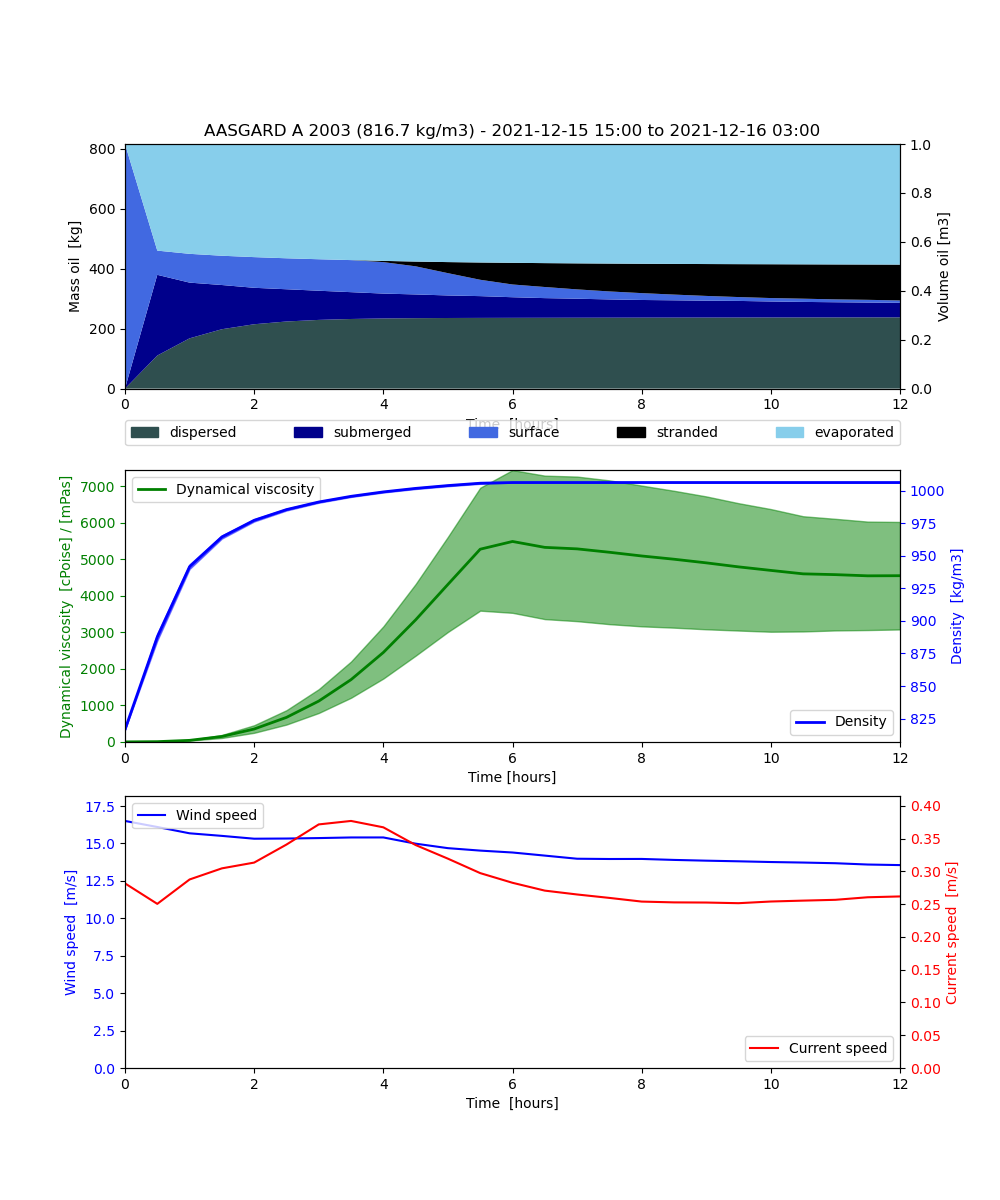 AASGARD A 2003 (816.7 kg/m3) - 2021-12-15 15:00 to 2021-12-16 03:00
800
600
400
200
0
Mass oil  [kg]
1.0
0.8
0.6
0.4
0.2
0.0
Volume oil [m3]
0 2 4 6 8 10 12
Time  [hours]
dispersed submerged surface stranded evaporated
7000
6000
5000
4000
3000
2000
1000
0
Dynamical viscosity  [cPoise] / [mPas]
Dynamical viscosity
1000
975
950
925
900
875
850
825
Density  [kg/m3]
Density
0 2 4 6 8 10 12
Time [hours]
17.5
15.0
12.5
10.0
7.5
5.0
2.5
0.0
Wind speed  [m/s]
Wind speed
0.40
0.35
0.30
0.25
0.20
0.15
0.10
0.05
0.00
Current speed  [m/s]
Current speed
0 2 4 6 8 10 12
Time  [hours]